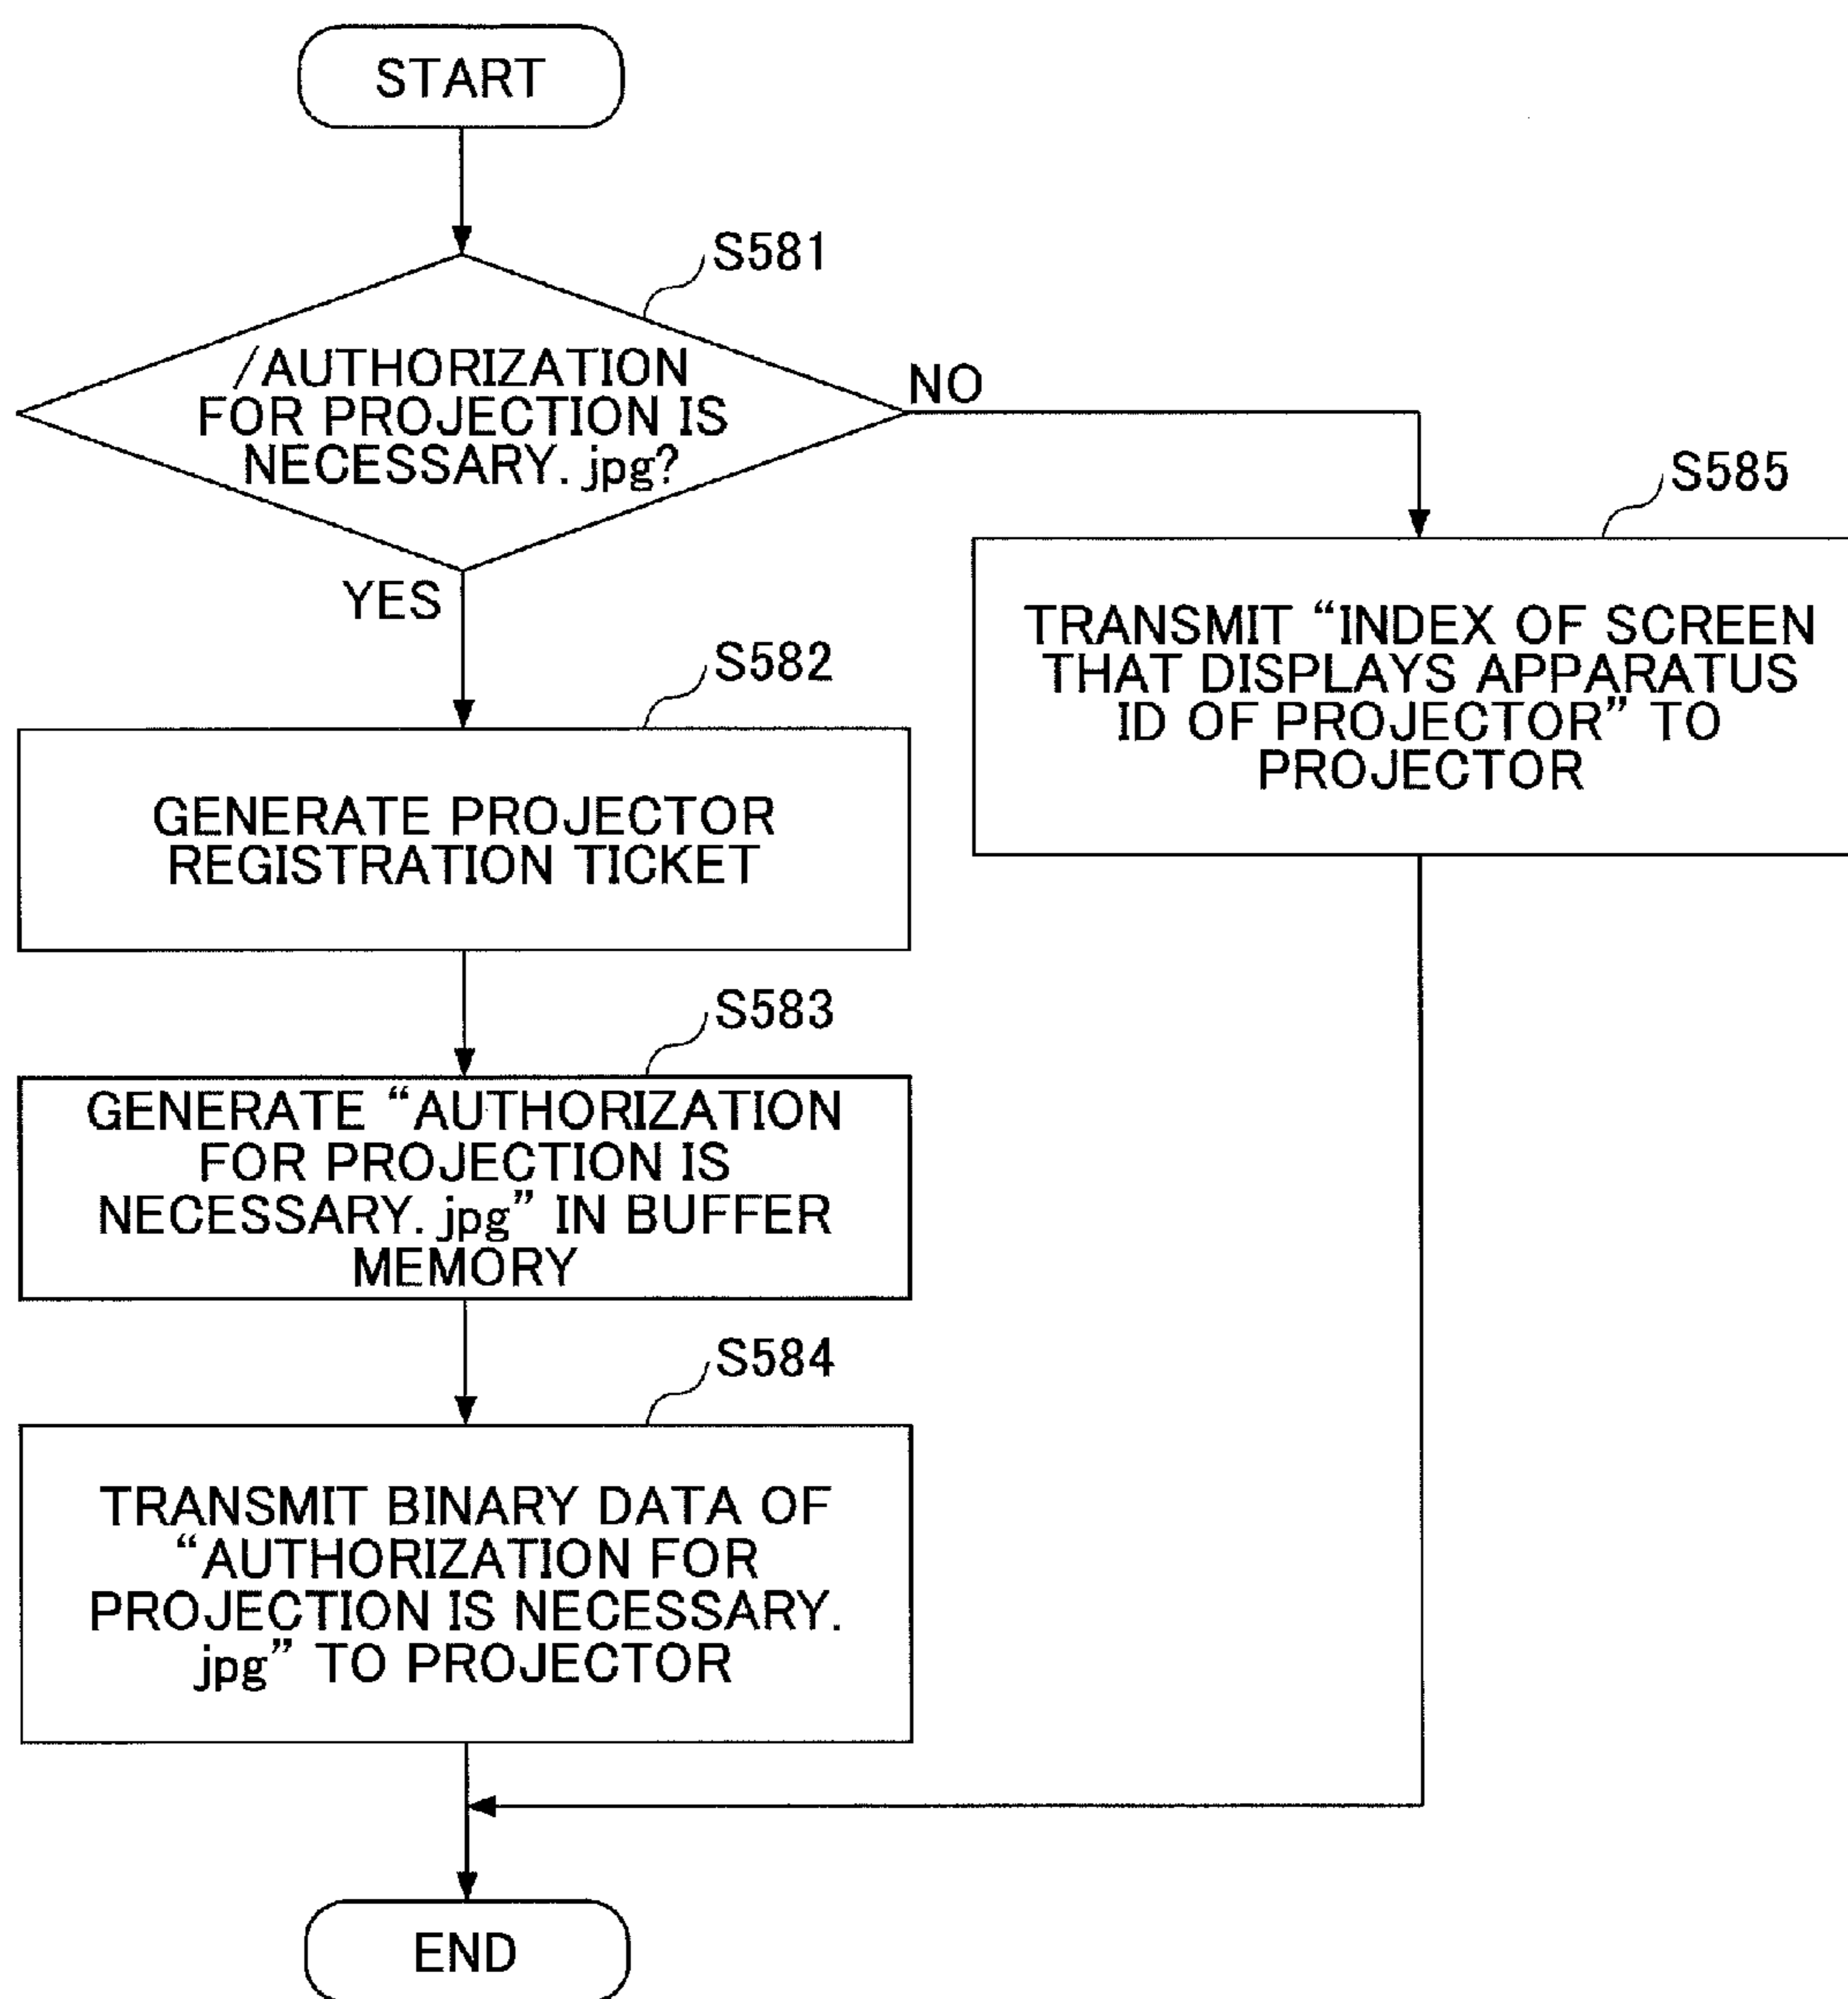 START
S581
/AUTHORIZATION
FOR PROJECTION IS
NECESSARY. jpg?
NO
YES
S585
TRANSMIT “INDEX OF SCREEN
THAT DISPLAYS APPARATUS
ID OF PROJECTOR” TO
PROJECTOR
S582
GENERATE PROJECTOR
REGISTRATION TICKET
S583
GENERATE “AUTHORIZATION
FOR PROJECTION IS
NECESSARY. jpg” IN BUFFER
MEMORY
S584
TRANSMIT BINARY DATA OF
“AUTHORIZATION FOR
PROJECTION IS NECESSARY.
jpg” TO PROJECTOR
END